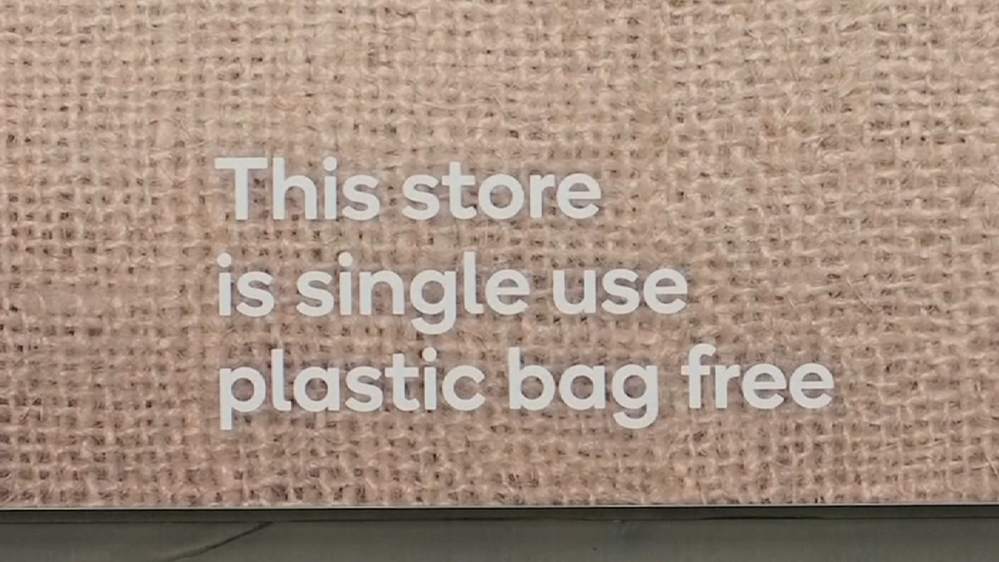 This store
is single use
plastic bag free